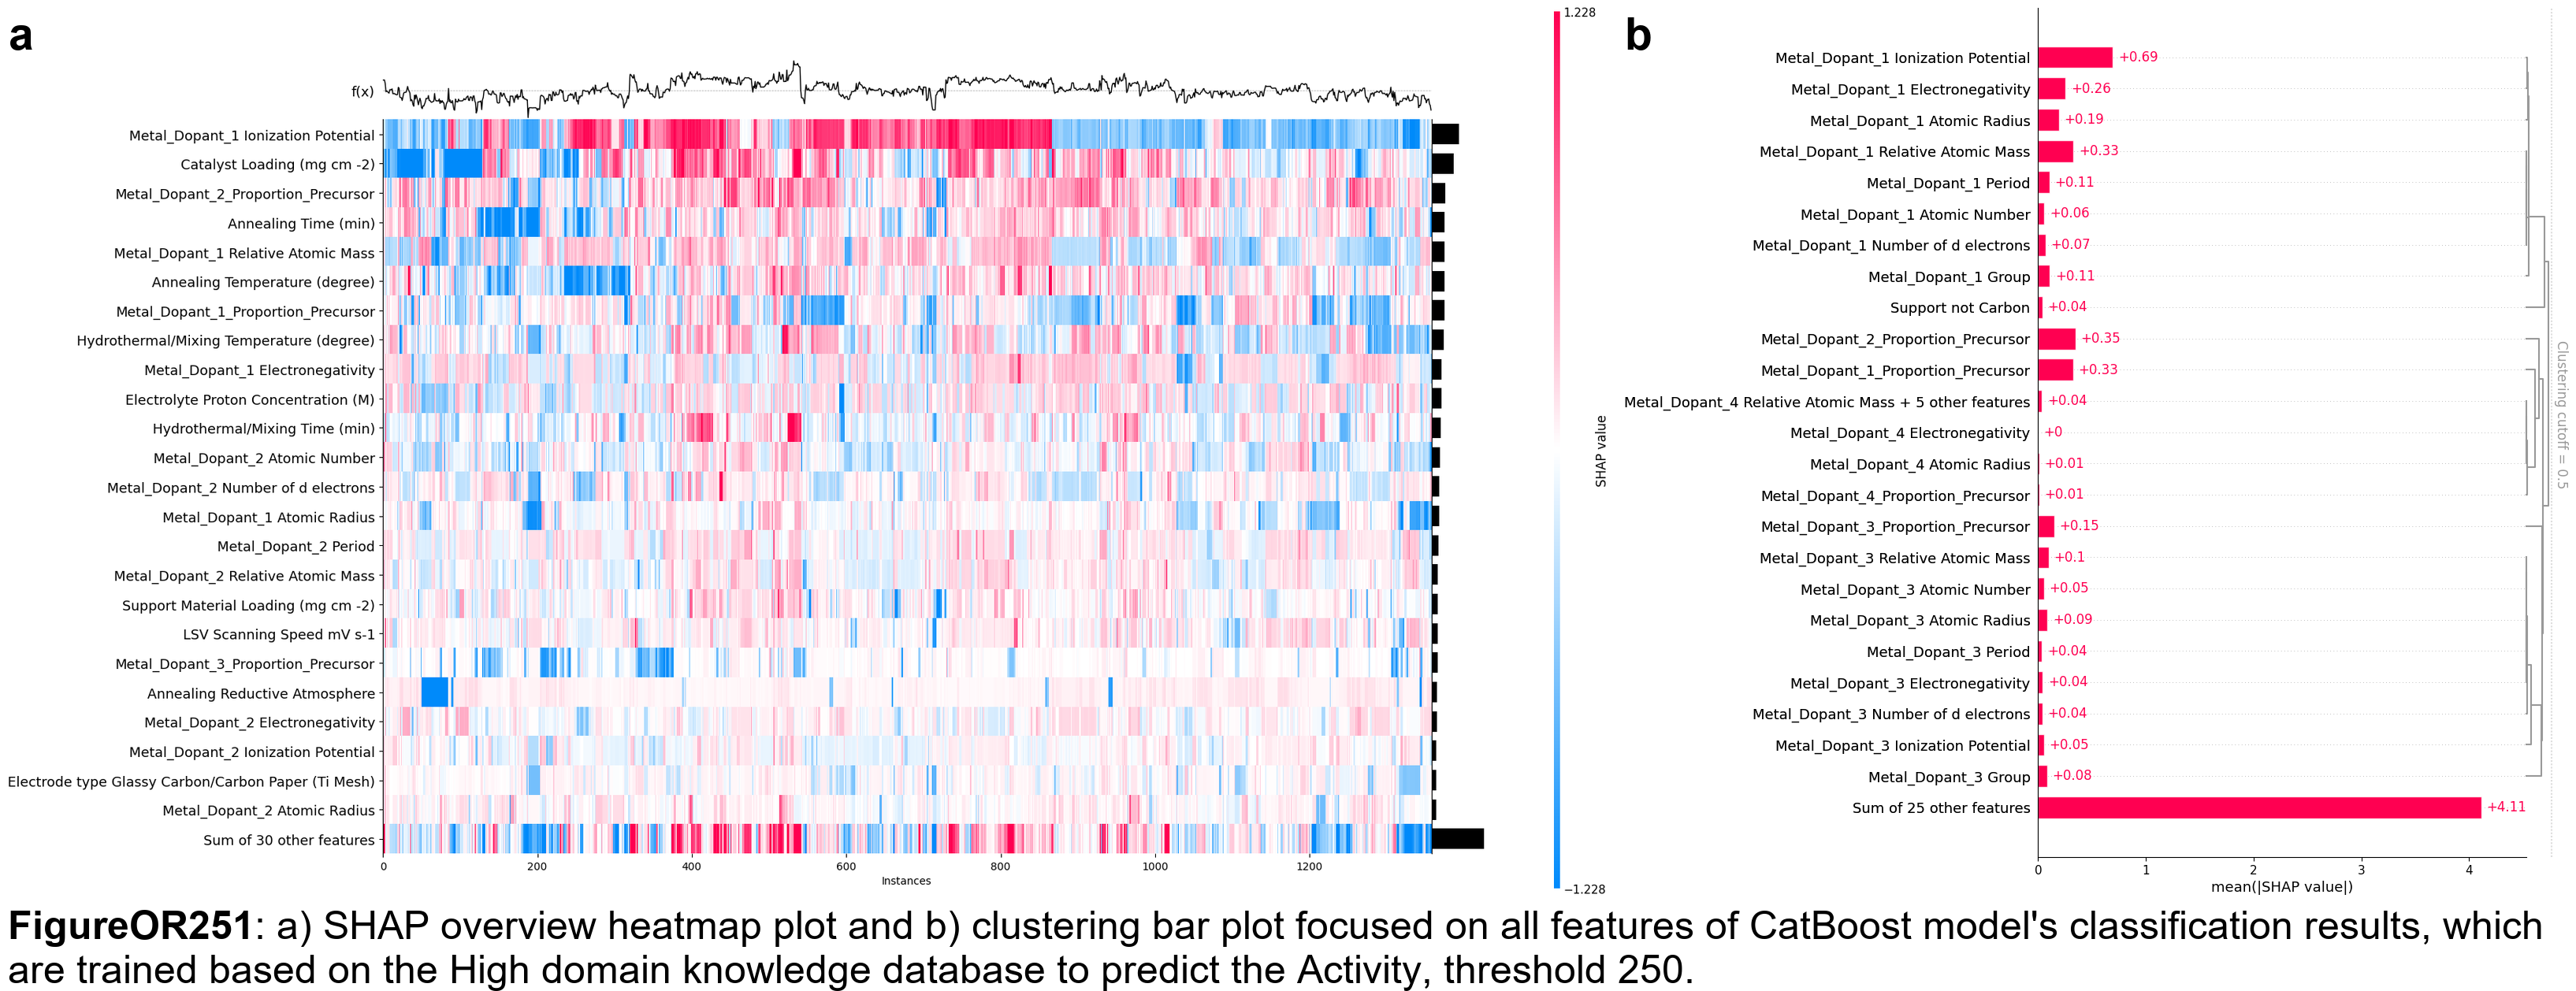 a
f(x)
Metal_Dopant_1 Ionization Potential
Catalyst Loading (mg cm -2)
Metal_Dopant_2_Proportion_Precursor
Annealing Time (min)
Metal_Dopant_1 Relative Atomic Mass
Annealing Temperature (degree)
Metal_Dopant_1_Proportion_Precursor
Hydrothermal/Mixing Temperature (degree)
Metal_Dopant_1 Electronegativity
Electrolyte Proton Concentration (M)
Hydrothermal/Mixing Time (min)
Metal_Dopant_2 Atomic Number
Metal_Dopant_2 Number of d electrons
Metal_Dopant_1 Atomic Radius
Metal_Dopant_2 Period
Metal_Dopant_2 Relative Atomic Mass
Support Material Loading (mg cm -2)
LSV Scanning Speed mV s-1
Metal_Dopant_3_Proportion_Precursor
Annealing Reductive Atmosphere
Metal_Dopant_2 Electronegativity
Metal_Dopant_2 Ionization Potential
Electrode type Glassy Carbon/Carbon Paper (Ti Mesh)
Metal_Dopant_2 Atomic Radius
Sum of 30 other features
0 200 400 600 800 1000 1200
Instances
1.228
SHAP value
−1.228
b
Metal_Dopant_1 Ionization Potential +0.69
Metal_Dopant_1 Electronegativity +0.26
Metal_Dopant_1 Atomic Radius +0.19
Metal_Dopant_1 Relative Atomic Mass +0.33
Metal_Dopant_1 Period +0.11
Metal_Dopant_1 Atomic Number +0.06
Metal_Dopant_1 Number of d electrons +0.07
Metal_Dopant_1 Group +0.11
Support not Carbon +0.04
Metal_Dopant_2_Proportion_Precursor +0.35
Metal_Dopant_1_Proportion_Precursor +0.33
Metal_Dopant_4 Relative Atomic Mass + 5 other features +0.04
Metal_Dopant_4 Electronegativity +0
Metal_Dopant_4 Atomic Radius +0.01
Metal_Dopant_4_Proportion_Precursor +0.01
Metal_Dopant_3_Proportion_Precursor +0.15
Metal_Dopant_3 Relative Atomic Mass +0.1
Metal_Dopant_3 Atomic Number +0.05
Metal_Dopant_3 Atomic Radius +0.09
Metal_Dopant_3 Period +0.04
Metal_Dopant_3 Electronegativity +0.04
Metal_Dopant_3 Number of d electrons +0.04
Metal_Dopant_3 Ionization Potential +0.05
Metal_Dopant_3 Group +0.08
Sum of 25 other features +4.11
0 1 2 3 4
mean(|SHAP value|)
Clustering cutoff = 0.5
FigureOR251: a) SHAP overview heatmap plot and b) clustering bar plot focused on all features of CatBoost model's classification results, which
are trained based on the High domain knowledge database to predict the Activity, threshold 250.